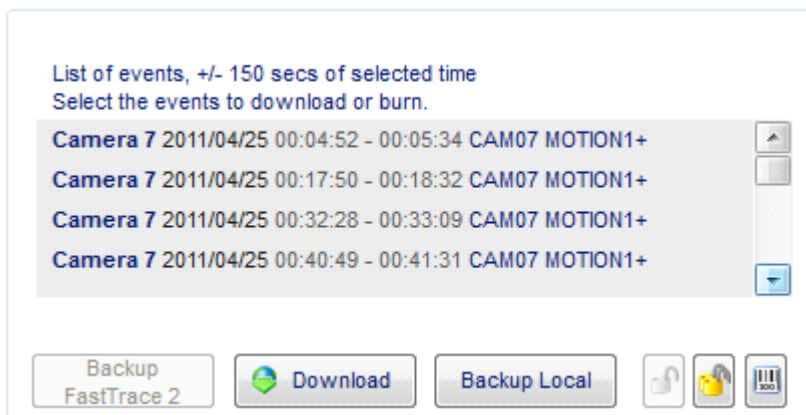 List of events, +/- 150 secs of selected time
Select the events to download or burn.
Camera 7 2011/04/25 00:04:52 - 00:05:34 CAM07 MOTION1+
Camera 7 2011/04/25 00:17:50 - 00:18:32 CAM07 MOTION1+
Camera 7 2011/04/25 00:32:28 - 00:33:09 CAM07 MOTION1+
Camera 7 2011/04/25 00:40:49 - 00:41:31 CAM07 MOTION1+
Backup
FastTrace 2
Download
Backup Local
300